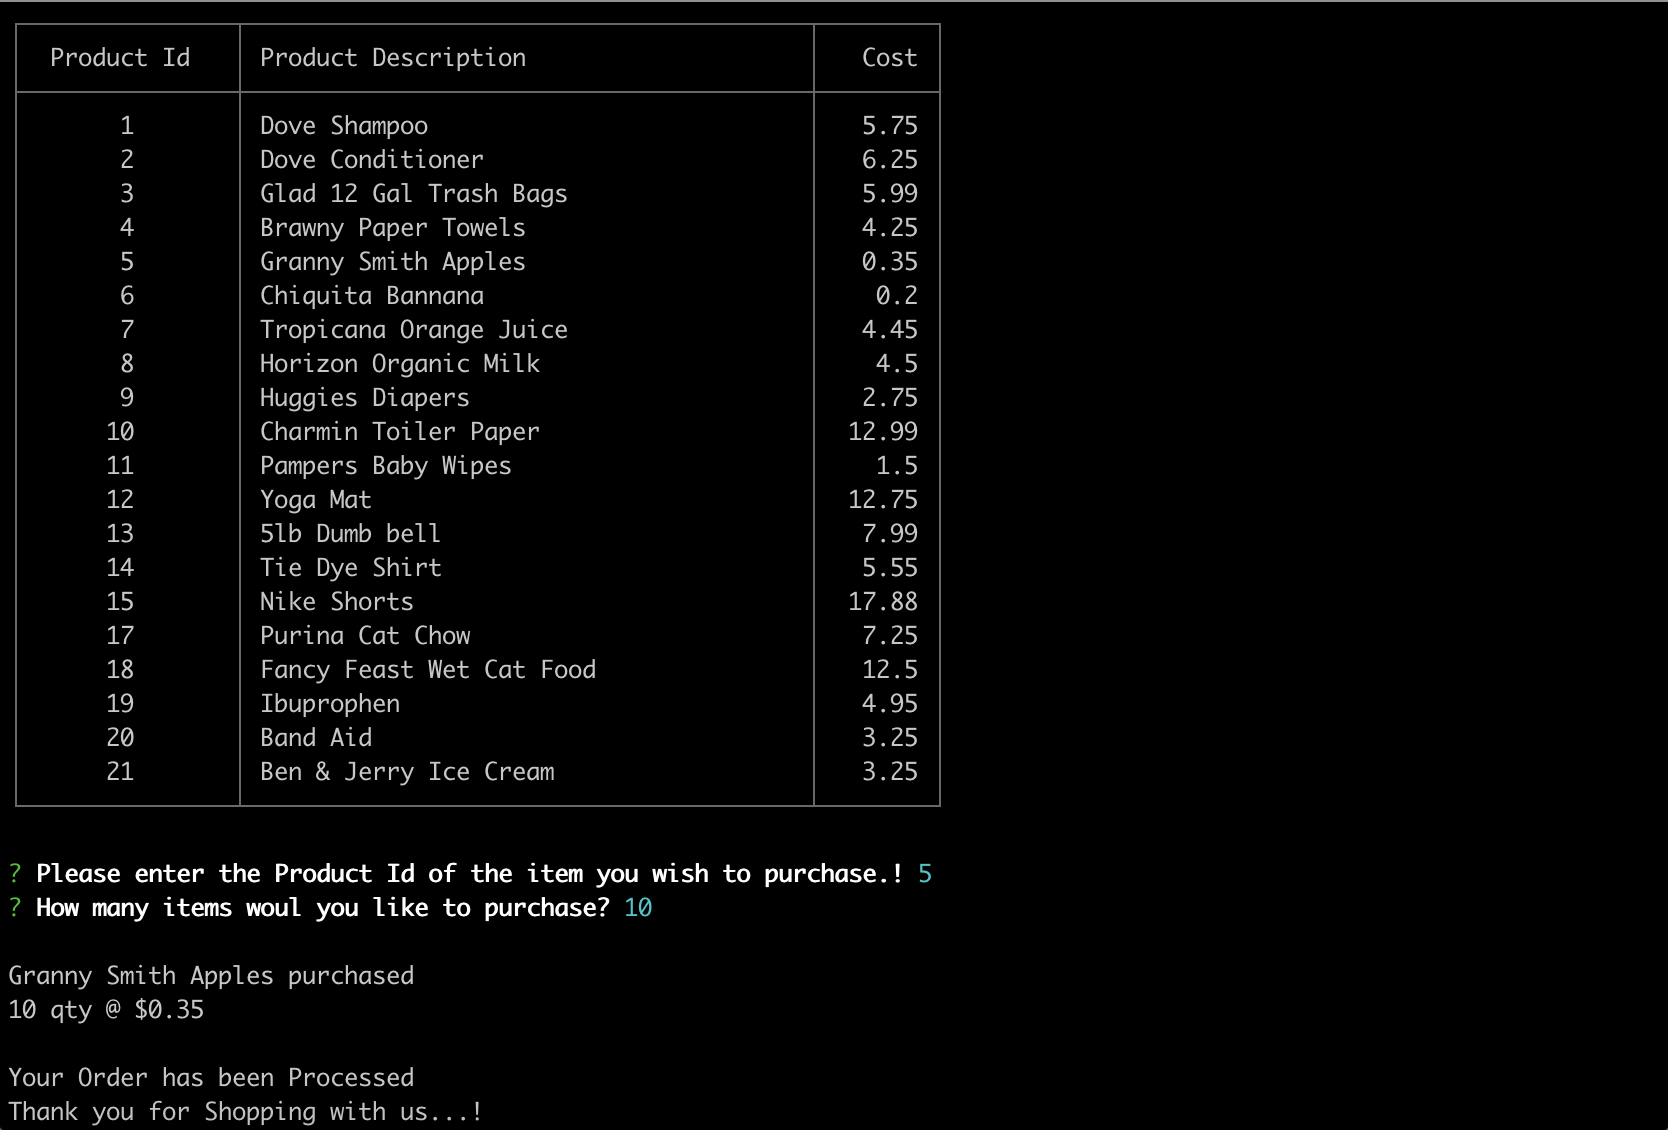 Product Id Product Description Cost
1 Dove Shampoo 5.75
2 Dove Conditioner 6.25
3 Glad 12 Gal Trash Bags 5.99
4 Brawny Paper Towels 4.25
5 Granny Smith Apples 0.35
6 Chiquita Bannana 0.2
7 Tropicana Orange Juice 4.45
8 Horizon Organic Milk 4.5
9 Huggies Diapers 2.75
10 Charmin Toiler Paper 12.99
11 Pampers Baby Wipes 1.5
12 Yoga Mat 12.75
13 5lb Dumb bell 7.99
14 Tie Dye Shirt 5.55
15 Nike Shorts 17.88
17 Purina Cat Chow 7.25
18 Fancy Feast Wet Cat Food 12.5
19 Ibuprophen 4.95
20 Band Aid 3.25
21 Ben & Jerry Ice Cream 3.25
? Please enter the Product Id of the item you wish to purchase.! 5
? How many items woul you like to purchase? 10
Granny Smith Apples purchased
10 qty @ $0.35
Your Order has been Processed
Thank you for Shopping with us...!